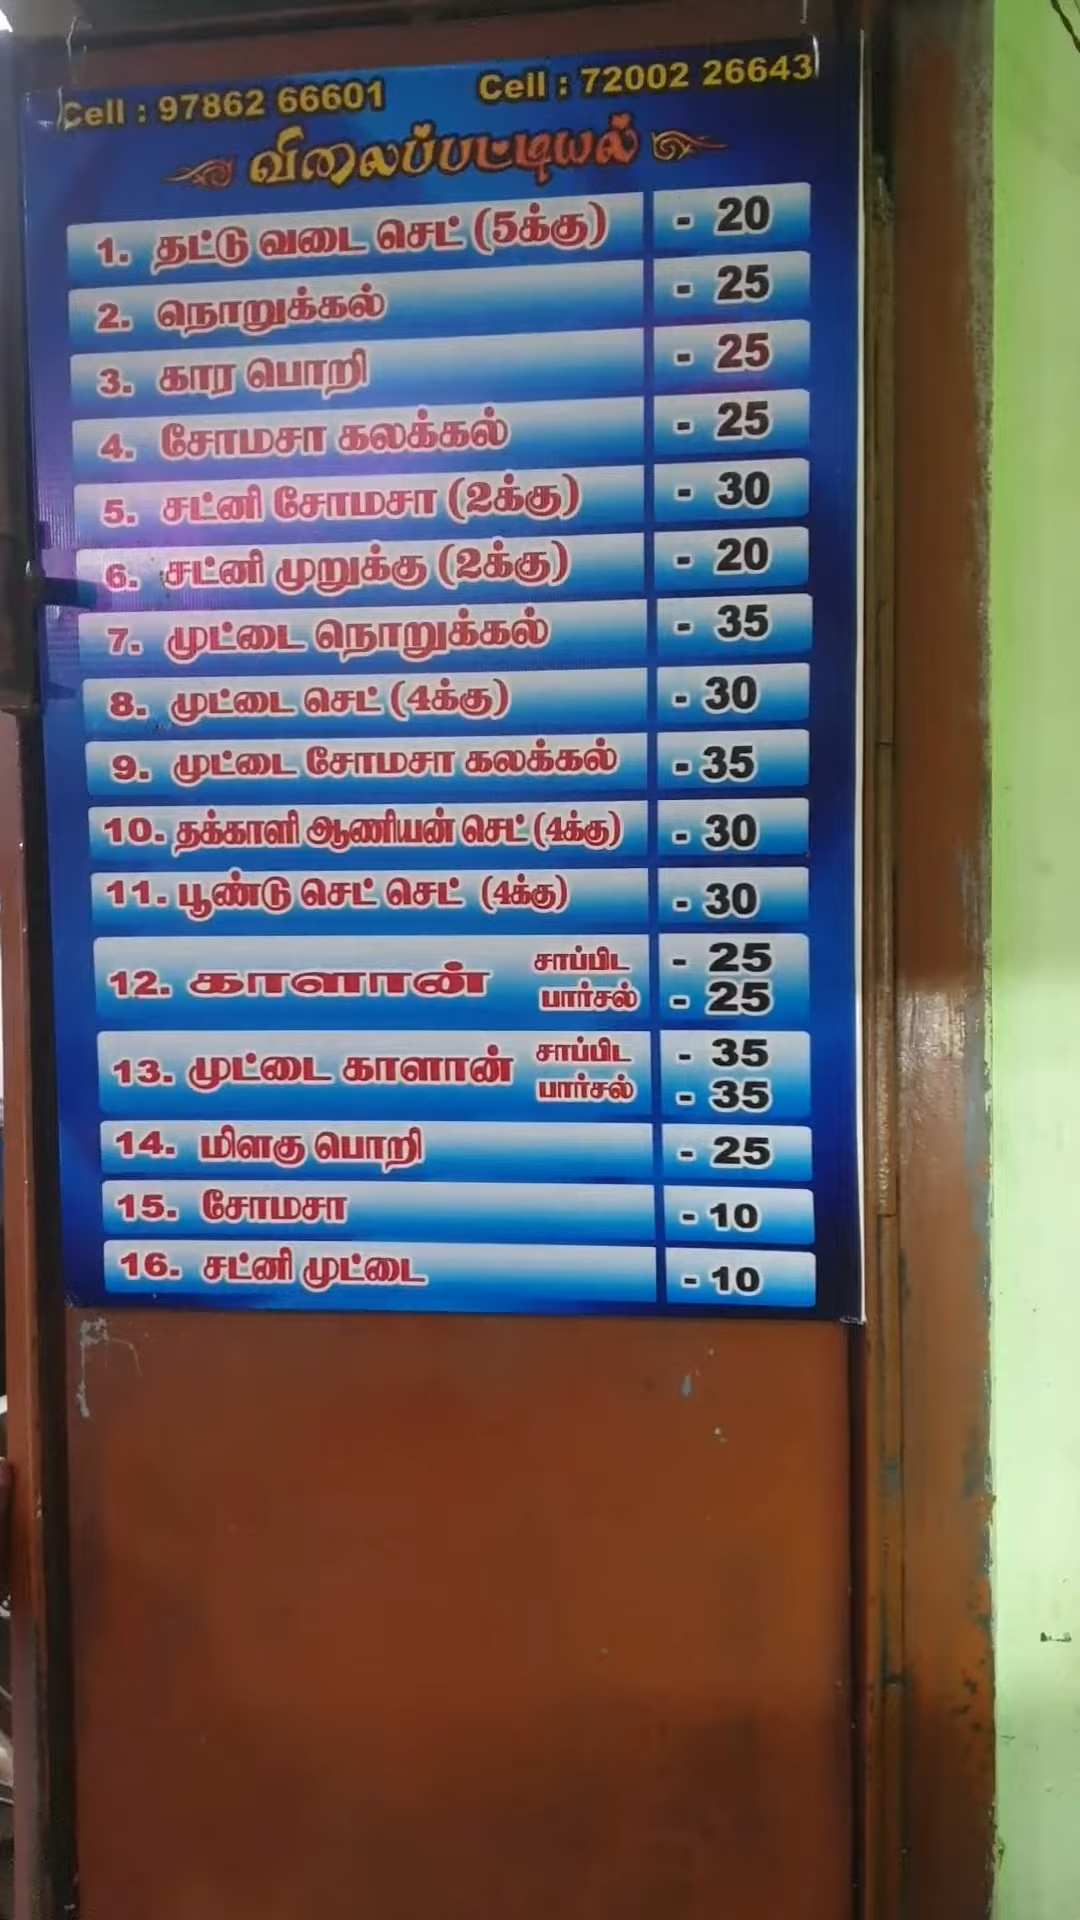 Cell : 97862 66601 Cell : 72002 26643
விலைப்பட்டியல்
1. தட்டு வடை செட் (5க்கு) - 20
2. நொறுக்கல் - 25
3. கார பொறி - 25
4. சோமசா கலக்கல் - 25
5. சட்னி சோமசா (2க்கு) - 30
6. சட்னி முறுக்கு (2க்கு) - 20
7. முட்டை நொறுக்கல் - 35
8. முட்டை செட் (4க்கு) - 30
9. முட்டை சோமசா கலக்கல் - 35
10. தக்காளி ஆணியன் செட் (4க்கு) - 30
11. பூண்டு செட் செட் (4க்கு) - 30
12. காளான் சாப்பிட - 25
பார்சல் - 25
13. முட்டை காளான் சாப்பிட - 35
பார்சல் - 35
14. மிளகு பொறி - 25
15. சோமசா - 10
16. சட்னி முட்டை - 10